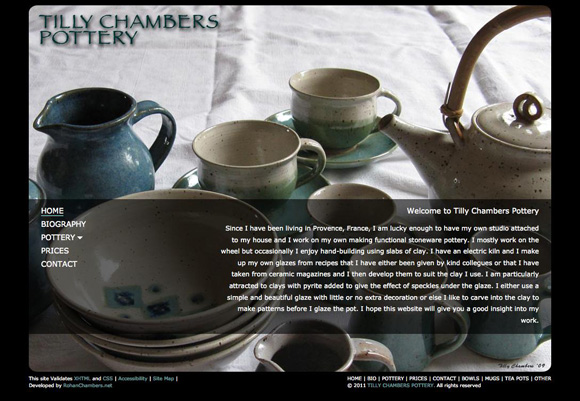 TILLY CHAMBERS
POTTERY
HOME
BIOGRAPHY
POTTERY
PRICES
CONTACT
Welcome to Tilly Chambers Pottery
Since I have been living in Provence, France, I am lucky enough to have my own studio attached
to my house and I work on my own making functional stoneware pottery. I mostly work on the
wheel but occasionally I enjoy hand-building using slabs of clay. I have an electric kiln and I make
up my own glazes from recipes that I have either been given by kind collegues or that I have
taken from ceramic magazines and I then develop them to suit the clay I use. I am particularly
attracted to clays with pyrite added to give the effect of speckles under the glaze. I either use a
simple and beautiful glaze with little or no extra decoration or else I like to carve into the clay to
make patterns before I glaze the pot. I hope this website will give you a good insight into my
work.
Tilly Chambers '09
This site Validates XHTML and CSS | Accessibility | Site Map |
Developed by RohanChambers.net
HOME | BIO | POTTERY | PRICES | CONTACT | BOWLS | MUGS | TEA POTS | OTHER
© 2011 TILLY CHAMBERS POTTERY. All rights reserved